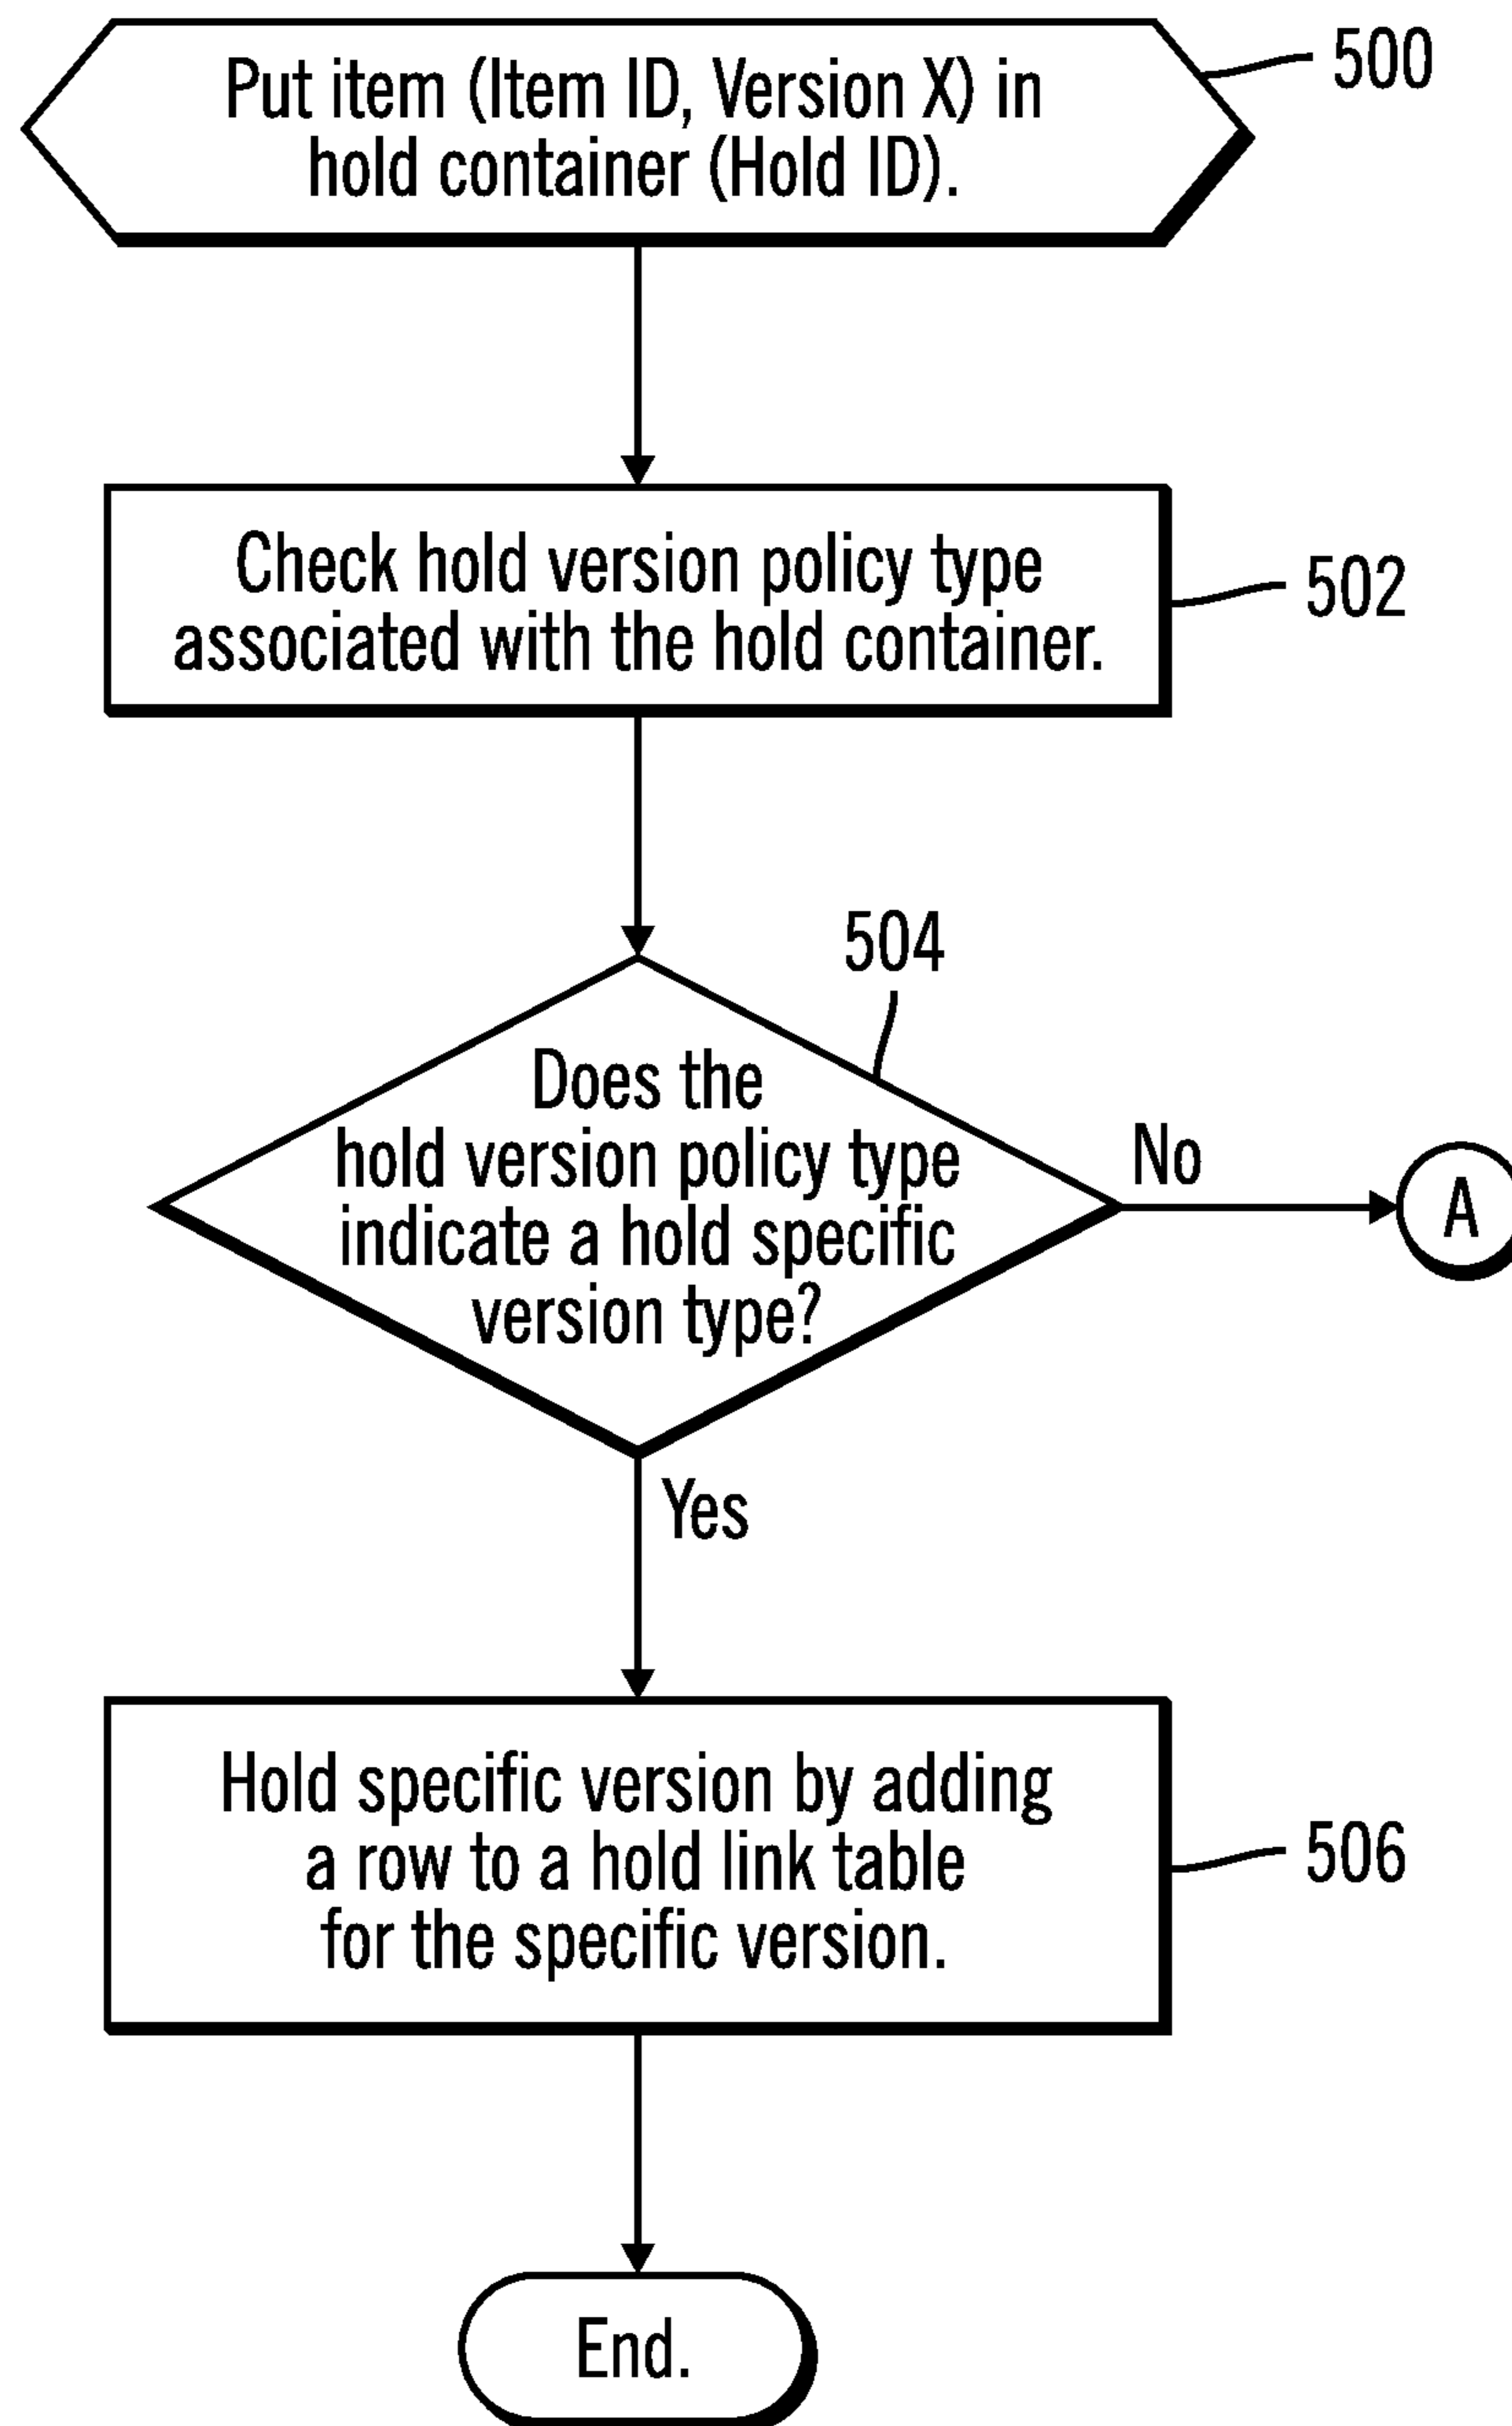 Put item (Item ID, Version X) in
hold container (Hold ID).
500
Check hold version policy type
associated with the hold container.
502
504
Does the
hold version policy type
indicate a hold specific
version type?
No
A
Yes
Hold specific version by adding
a row to a hold link table
for the specific version.
506
End.